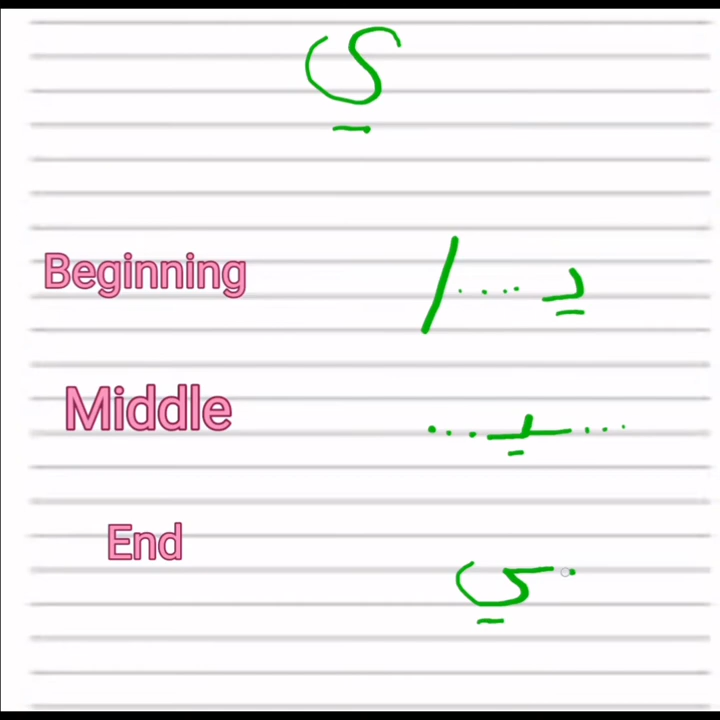 ي
Beginning /.... يـ
Middle .... ـيـ ...
End ـي